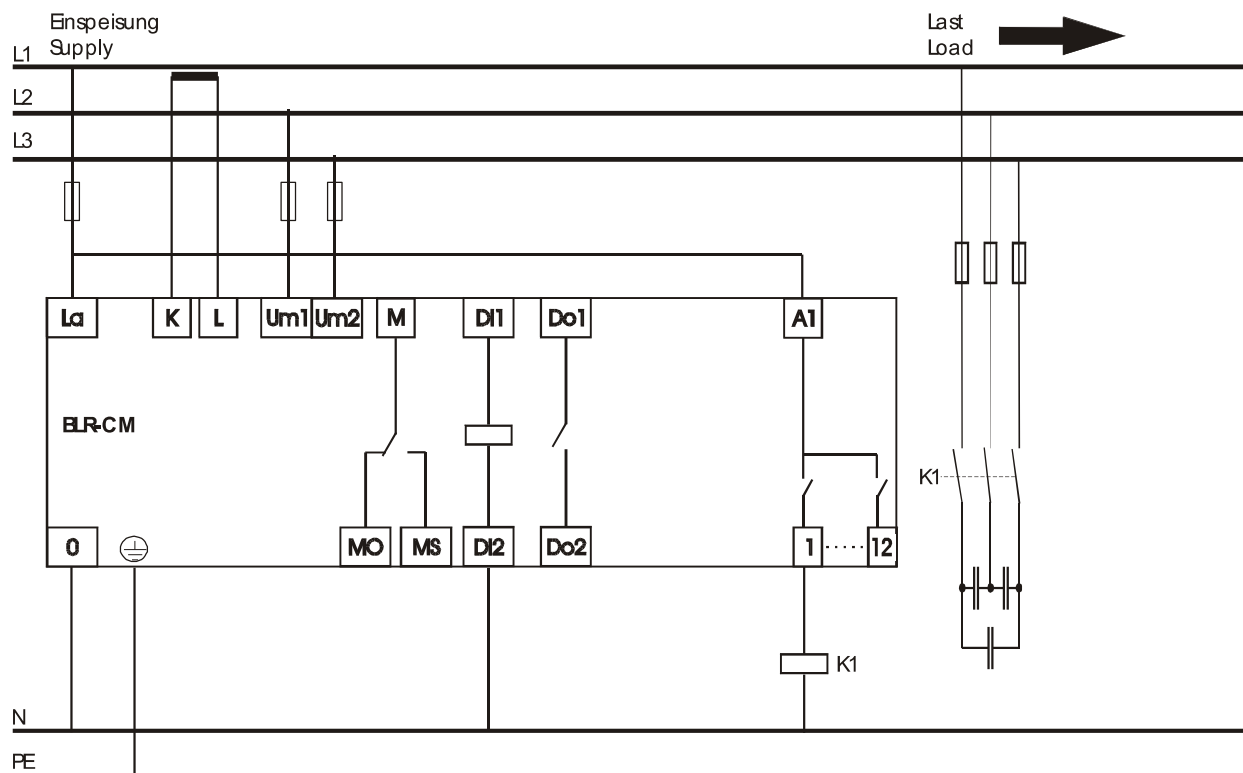 Einspeisung
Supply
Last
Load
L1
L2
L3
La
K
L
Um1
Um2
M
DI1
Do1
A1
BLR-CM
K1
0
MO
MS
DI2
Do2
1
12
K1
N
PE